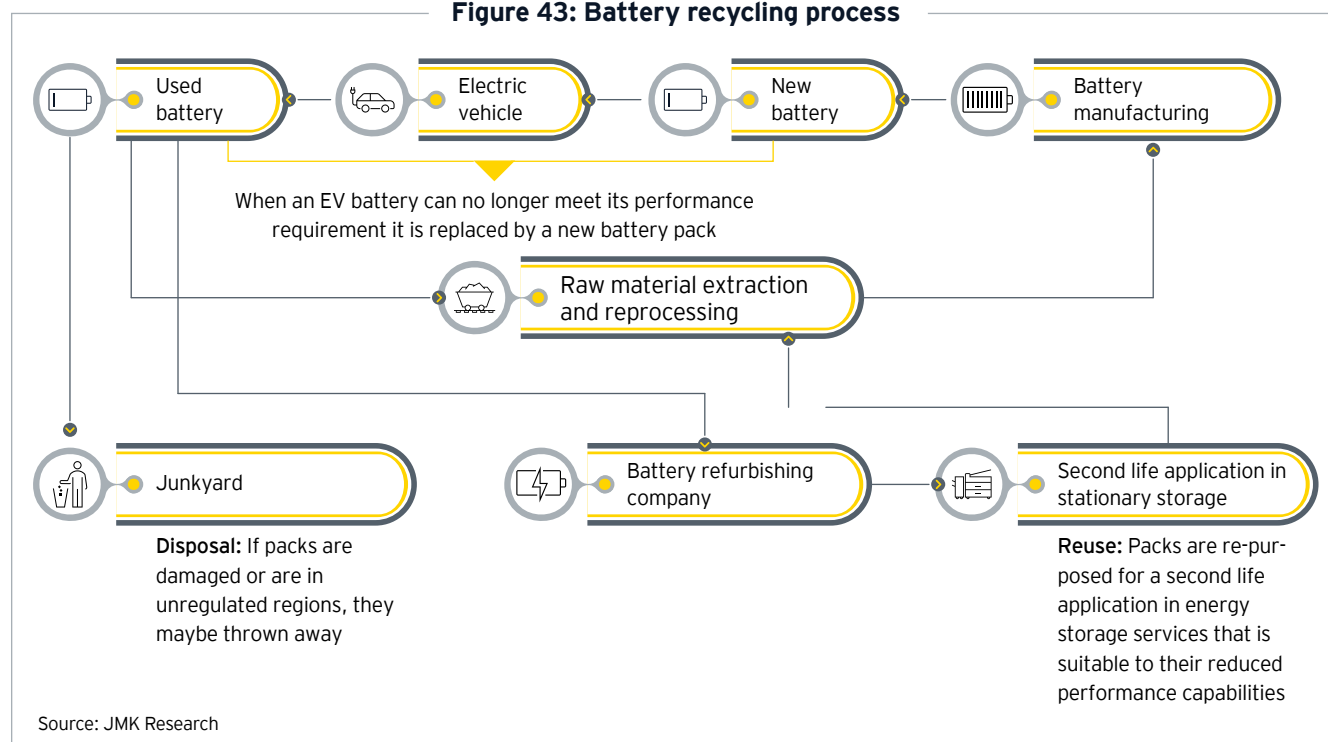 Figure 43: Battery recycling process
Used
battery
Electric
vehicle
New
battery
Battery
manufacturing
When an EV battery can no longer meet its performance
requirement it is replaced by a new battery pack
Raw material extraction
and reprocessing
Junkyard
Battery refurbishing
company
Second life application in
stationary storage
Disposal: If packs are
damaged or are in
unregulated regions, they
maybe thrown away
Reuse: Packs are re-pur-
posed for a second life
application in energy
storage services that is
suitable to their reduced
performance capabilities
Source: JMK Research